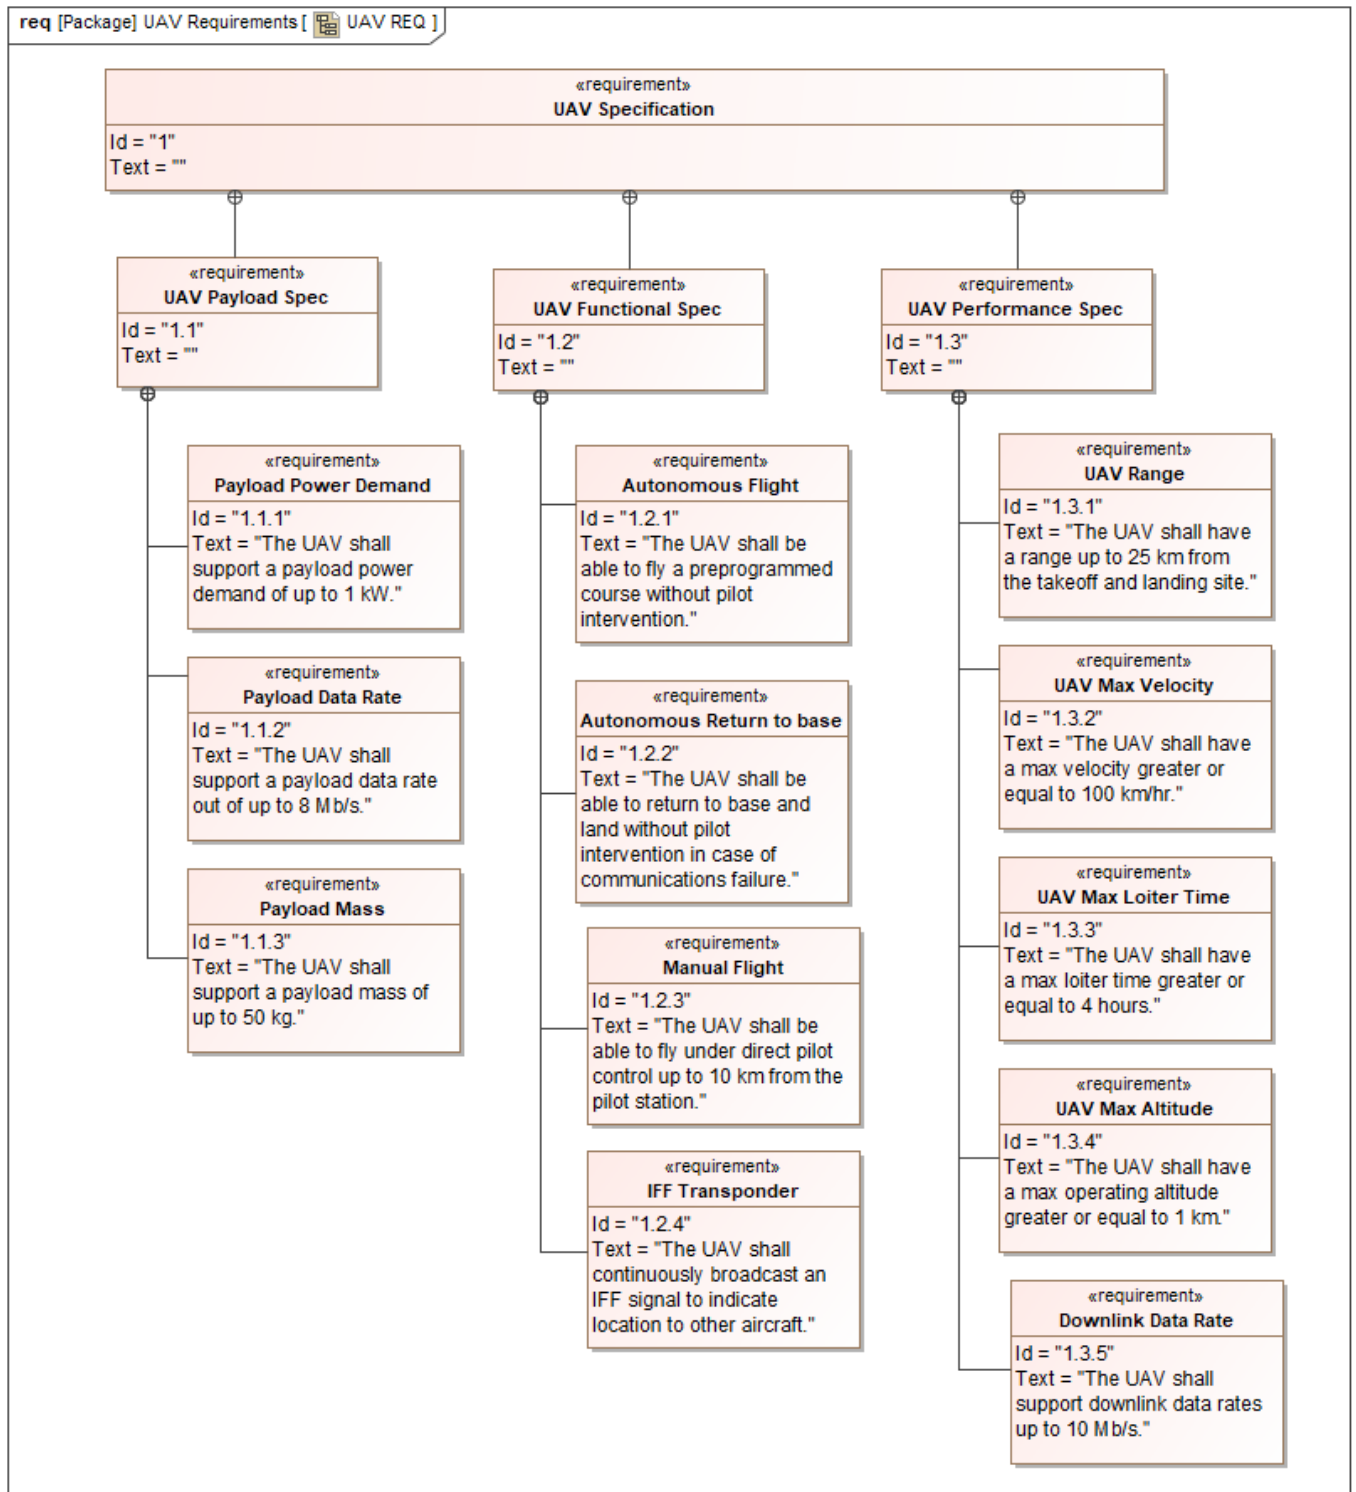 req [Package] UAV Requirements [ UAV REQ ]
«requirement»
UAV Specification
Id = "1"
Text = ""
«requirement»
UAV Payload Spec
Id = "1.1"
Text = ""
«requirement»
Payload Power Demand
Id = "1.1.1"
Text = "The UAV shall
support a payload power
demand of up to 1 kW."
«requirement»
Payload Data Rate
Id = "1.1.2"
Text = "The UAV shall
support a payload data rate
out of up to 8 Mb/s."
«requirement»
Payload Mass
Id = "1.1.3"
Text = "The UAV shall
support a payload mass of
up to 50 kg."
«requirement»
UAV Functional Spec
Id = "1.2"
Text = ""
«requirement»
Autonomous Flight
Id = "1.2.1"
Text = "The UAV shall be
able to fly a preprogrammed
course without pilot
intervention."
«requirement»
Autonomous Return to base
Id = "1.2.2"
Text = "The UAV shall be
able to return to base and
land without pilot
intervention in case of
communications failure."
«requirement»
Manual Flight
Id = "1.2.3"
Text = "The UAV shall be
able to fly under direct pilot
control up to 10 km from the
pilot station."
«requirement»
IFF Transponder
Id = "1.2.4"
Text = "The UAV shall
continuously broadcast an
IFF signal to indicate
location to other aircraft."
«requirement»
UAV Performance Spec
Id = "1.3"
Text = ""
«requirement»
UAV Range
Id = "1.3.1"
Text = "The UAV shall have
a range up to 25 km from
the takeoff and landing site."
«requirement»
UAV Max Velocity
Id = "1.3.2"
Text = "The UAV shall have
a max velocity greater or
equal to 100 km/hr."
«requirement»
UAV Max Loiter Time
Id = "1.3.3"
Text = "The UAV shall have
a max loiter time greater or
equal to 4 hours."
«requirement»
UAV Max Altitude
Id = "1.3.4"
Text = "The UAV shall have
a max operating altitude
greater or equal to 1 km."
«requirement»
Downlink Data Rate
Id = "1.3.5"
Text = "The UAV shall
support downlink data rates
up to 10 Mb/s."